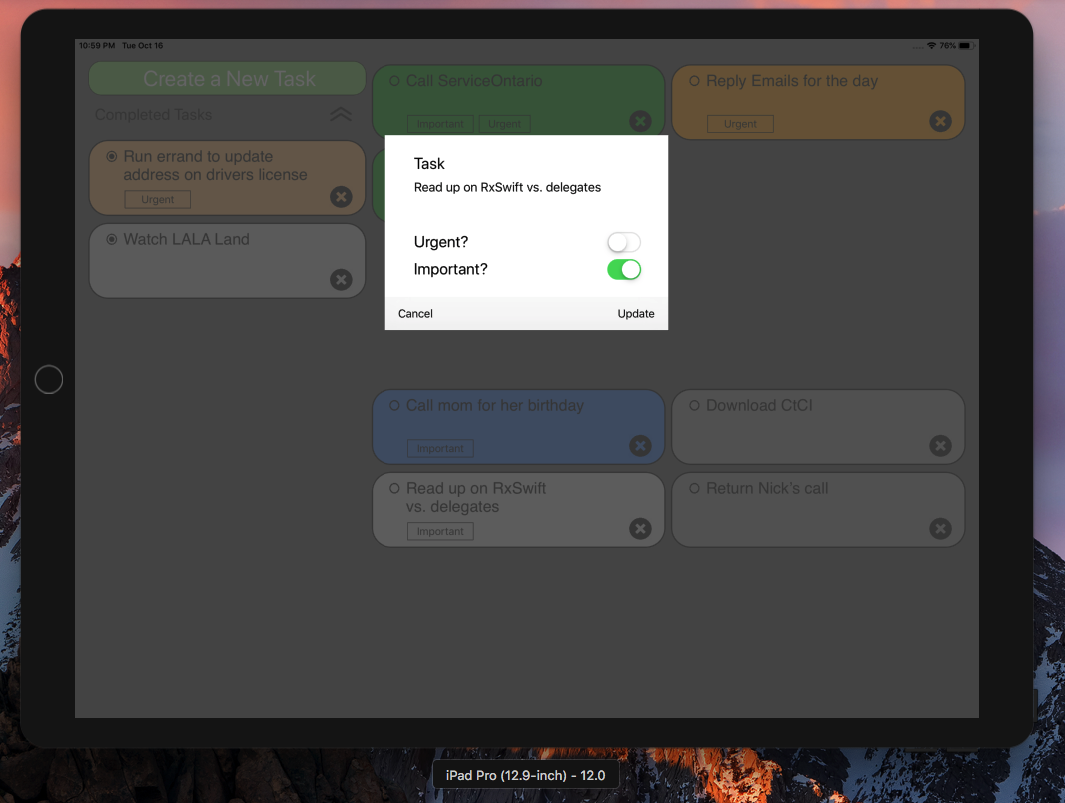 10:59 PM Tue Oct 16
76%
Create a New Task
Completed Tasks
Run errand to update
address on drivers license
Urgent
Watch LALA Land
Call ServiceOntario
Important
Urgent
Reply Emails for the day
Urgent
Task
Read up on RxSwift vs. delegates
Urgent?
Important?
Cancel
Update
Call mom for her birthday
Important
Download CtCI
Read up on RxSwift
vs. delegates
Important
Return Nick's call
iPad Pro (12.9-inch) - 12.0